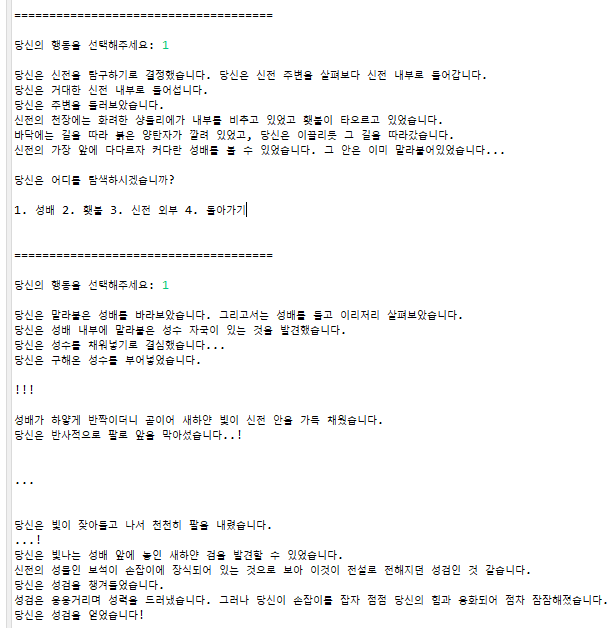 =====================================
당신의 행동을 선택해주세요: 1
당신은 신전을 탐구하기로 결정했습니다. 당신은 신전 주변을 살펴보다 신전 내부로 들어갑니다.
당신은 거대한 신전 내부로 들어섭니다.
당신은 주변을 둘러보았습니다.
신전의 천장에는 화려한 샹들리에가 내부를 비추고 있었고 횃불이 타오르고 있었습니다.
바닥에는 길을 따라 붉은 양탄자가 깔려 있었고, 당신은 이끌리듯 그 길을 따라갔습니다.
신전의 가장 앞에 다다르자 커다란 성배를 볼 수 있었습니다. 그 안은 이미 말라붙어있었습니다...
당신은 어디를 탐색하시겠습니까?
1. 성배 2. 횃불 3. 신전 외부 4. 돌아가기
=====================================
당신의 행동을 선택해주세요: 1
당신은 말라붙은 성배를 바라보았습니다. 그리고서는 성배를 들고 이리저리 살펴보았습니다.
당신은 성배 내부에 말라붙은 성수 자국이 있는 것을 발견했습니다.
당신은 성수를 채워넣기로 결심했습니다...
당신은 구해온 성수를 부어넣었습니다.
!!!
성배가 하얗게 반짝이더니 곧이어 새하얀 빛이 신전 안을 가득 채웠습니다.
당신은 반사적으로 팔로 앞을 막아섰습니다..!
...
당신은 빛이 잦아들고 나서 천천히 팔을 내렸습니다.
...!
당신은 빛나는 성배 앞에 놓인 새하얀 검을 발견할 수 있었습니다.
신전의 성물인 보석이 손잡이에 장식되어 있는 것으로 보아 이것이 전설로 전해지던 성검인 것 같습니다.
당신은 성검을 챙겨들었습니다.
성검은 웅웅거리며 성력을 드러냈습니다. 그러나 당신이 손잡이를 잡자 점점 당신의 힘과 융화되어 점차 잠잠해졌습니다.
당신은 성검을 얻었습니다!